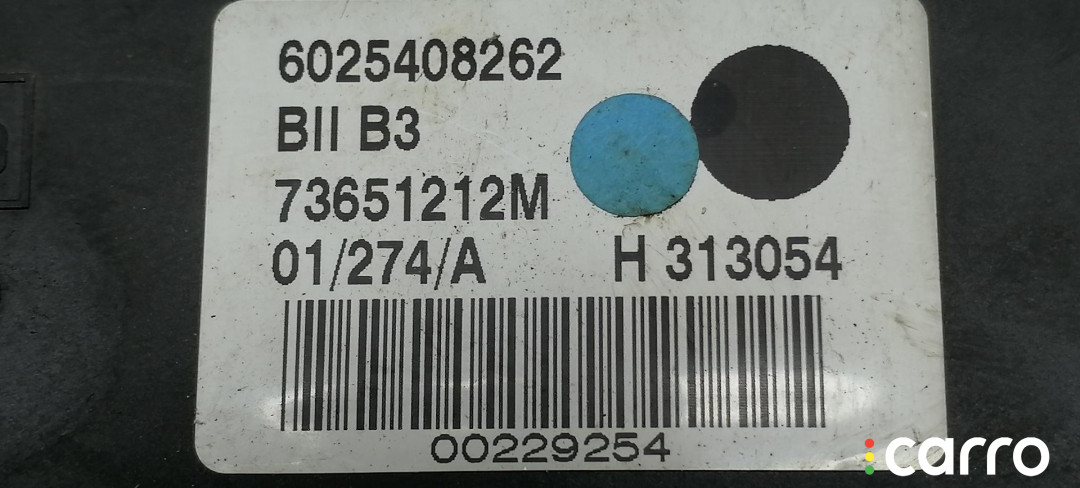 6025408262
BII B3
73651212M
01/274/A H 313054
00229254
carro